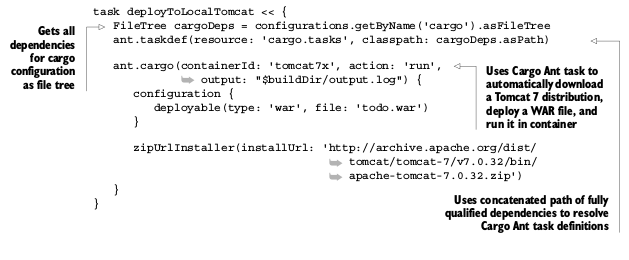 task deployToLocalTomcat << {
FileTree cargoDeps = configurations.getByName('cargo').asFileTree
ant.taskdef(resource: 'cargo.tasks', classpath: cargoDeps.asPath)
Gets all
dependencies
for cargo
configuration
as file tree
ant.cargo(containerId: 'tomcat7x', action: 'run',
output: "$buildDir/output.log") {
configuration {
deployable(type: 'war', file: 'todo.war')
}
Uses Cargo Ant task to
automatically download
a Tomcat 7 distribution,
deploy a WAR file, and
run it in container
zipUrlInstaller(installUrl: 'http://archive.apache.org/dist/
tomcat/tomcat-7/v7.0.32/bin/
apache-tomcat-7.0.32.zip')
}
}
Uses concatenated path of fully
qualified dependencies to resolve
Cargo Ant task definitions